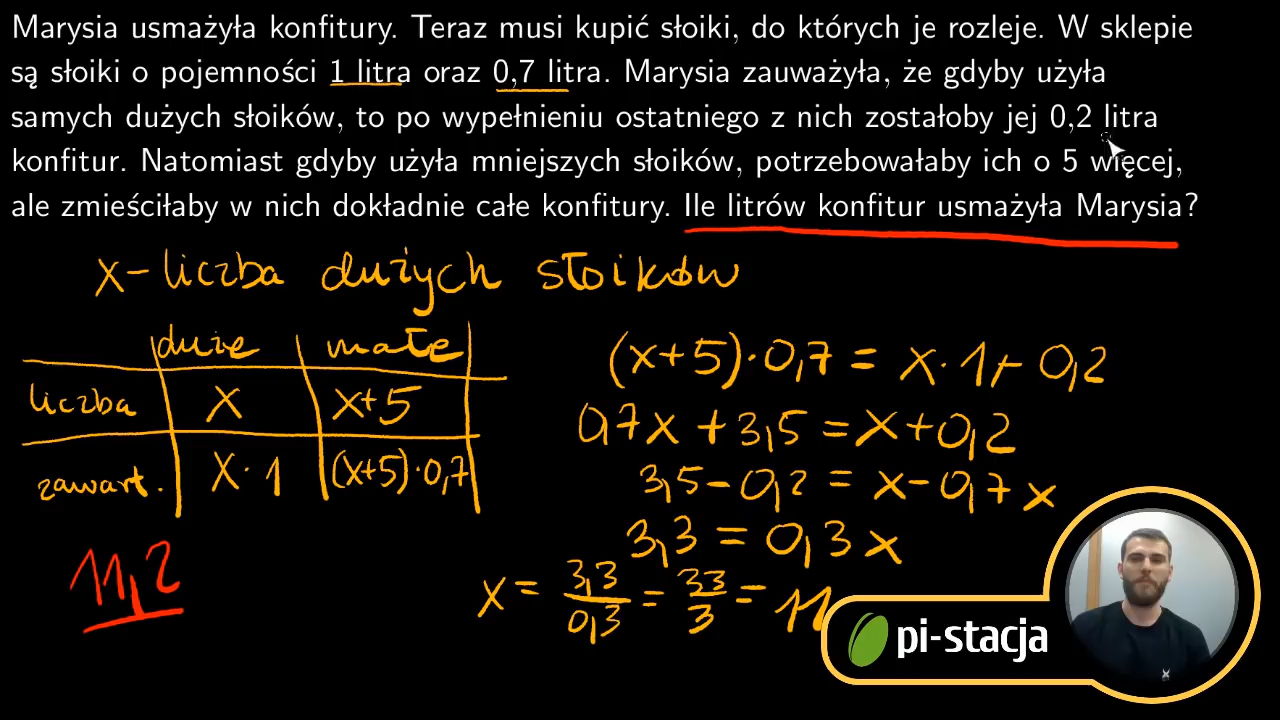 Marysia usmażyła konfitury. Teraz musi kupić słoiki, do których je rozleje. W sklepie
są słoiki o pojemności 1 litra oraz 0,7 litra. Marysia zauważyła, że gdyby użyła
samych dużych słoików, to po wypełnieniu ostatniego z nich zostałoby jej 0,2 litra
konfitur. Natomiast gdyby użyła mniejszych słoików, potrzebowałaby ich o 5 więcej,
ale zmieściłaby w nich dokładnie całe konfitury. Ile litrów konfitur usmażyła Marysia?
x - liczba dużych słoików
duże małe
liczba x x+5
zawart. x·1 (x+5)·0,7
11,2
(x+5)·0,7 = x·1 + 0,2
0,7x + 3,5 = x + 0,2
3,5 - 0,2 = x - 0,7x
3,3 = 0,3x
x = 3,3/0,3 = 33/3 = 11
pi-stacja